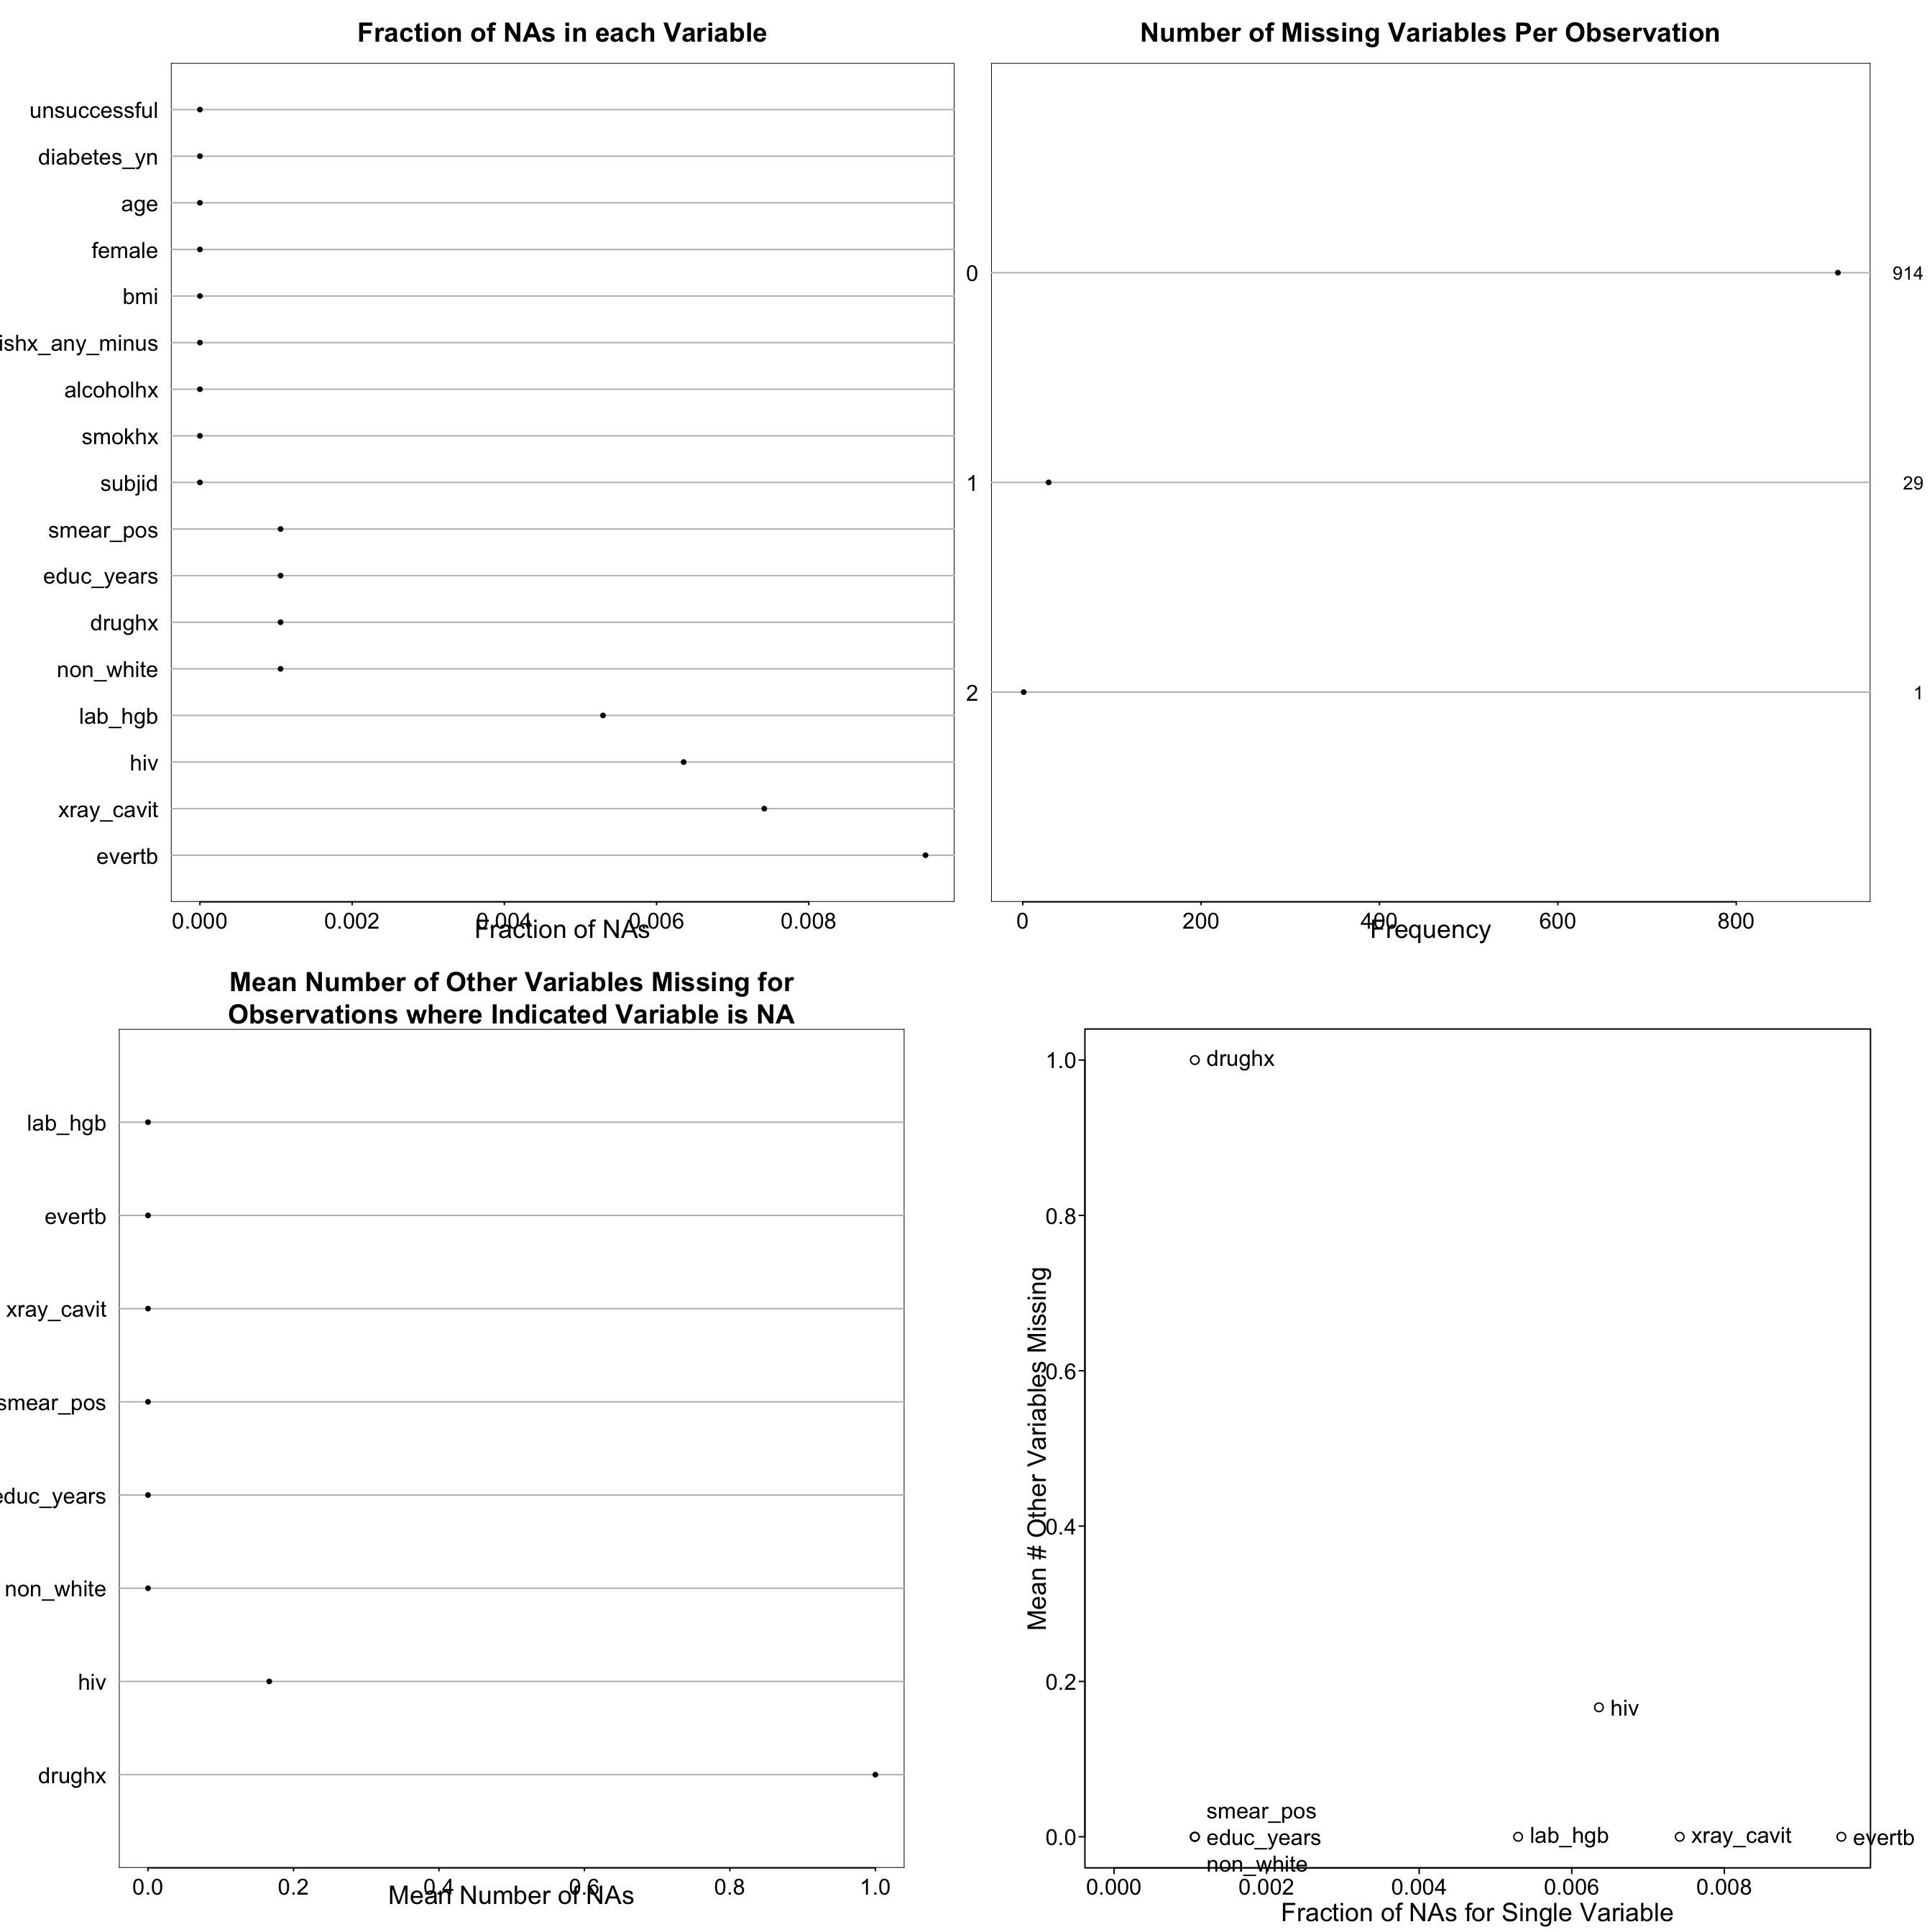 Fraction of NAs in each Variable
unsuccessful
diabetes_yn
age
female
bmi
ishx_any_minus
alcoholhx
smokhx
subjid
smear_pos
educ_years
drughx
non_white
lab_hgb
hiv
xray_cavit
evertb
0.000 0.002 0.004 0.006 0.008
Fraction of NAs
Number of Missing Variables Per Observation
0 914
1 29
2 1
0 200 400 600 800
Frequency
Mean Number of Other Variables Missing for
Observations where Indicated Variable is NA
lab_hgb
evertb
xray_cavit
smear_pos
educ_years
non_white
hiv
drughx
0.0 0.2 0.4 0.6 0.8 1.0
Mean Number of NAs
Mean # Other Variables Missing
1.0
0.8
0.6
0.4
0.2
0.0
drughx
hiv
smear_pos
educ_years
non_white
lab_hgb
xray_cavit
evertb
0.000 0.002 0.004 0.006 0.008
Fraction of NAs for Single Variable